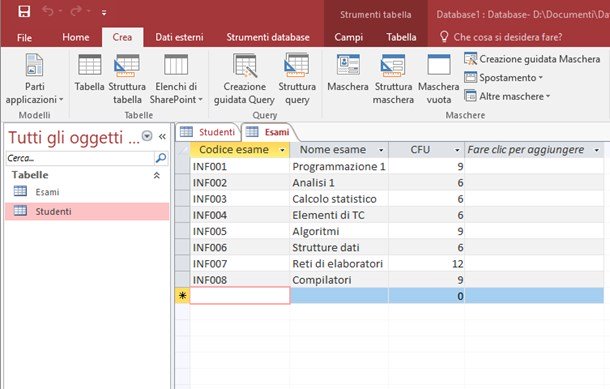 Strumenti tabella Database1 : Database- D:\Documenti\Da
File Home Crea Dati esterni Strumenti database Campi Tabella Che cosa si desidera fare?
Parti applicazioni
Tabella
Struttura tabella
Elenchi di SharePoint
Creazione guidata Query
Struttura query
Maschera
Struttura maschera
Maschera vuota
Creazione guidata Maschera
Spostamento
Altre maschere
Modelli Tabelle Query Maschere
Tutti gli oggetti ...
Cerca...
Tabelle
Esami
Studenti
Studenti Esami
Codice esame Nome esame CFU Fare clic per aggiungere
INF001 Programmazione 1 9
INF002 Analisi 1 6
INF003 Calcolo statistico 6
INF004 Elementi di TC 6
INF005 Algoritmi 9
INF006 Strutture dati 6
INF007 Reti di elaboratori 12
INF008 Compilatori 9
0